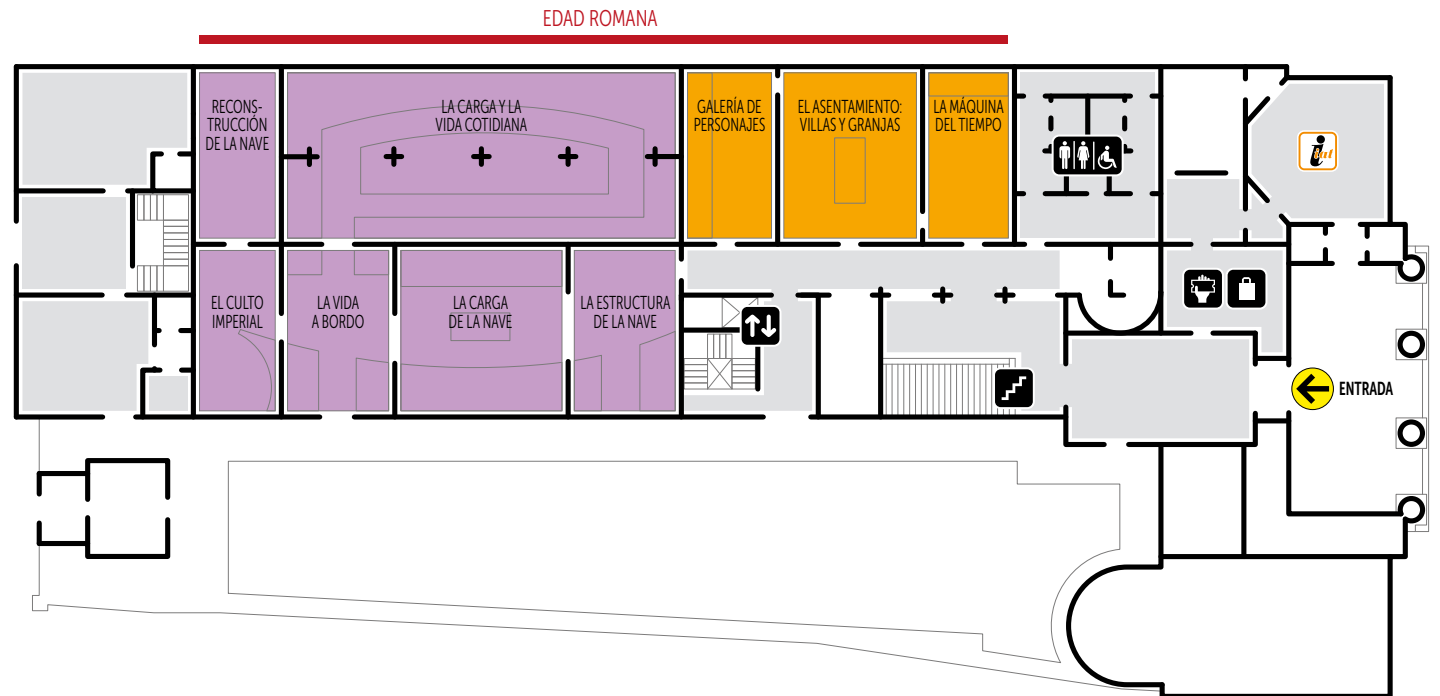 EDAD ROMANA
RECONS-
TRUCCIÓN
DE LA NAVE
LA CARGA Y LA
VIDA COTIDIANA
GALERÍA DE
PERSONAJES
EL ASENTAMIENTO:
VILLAS Y GRANJAS
LA MÁQUINA
DEL TIEMPO
iat
EL CULTO
IMPERIAL
LA VIDA
A BORDO
LA CARGA
DE LA NAVE
LA ESTRUCTURA
DE LA NAVE
ENTRADA